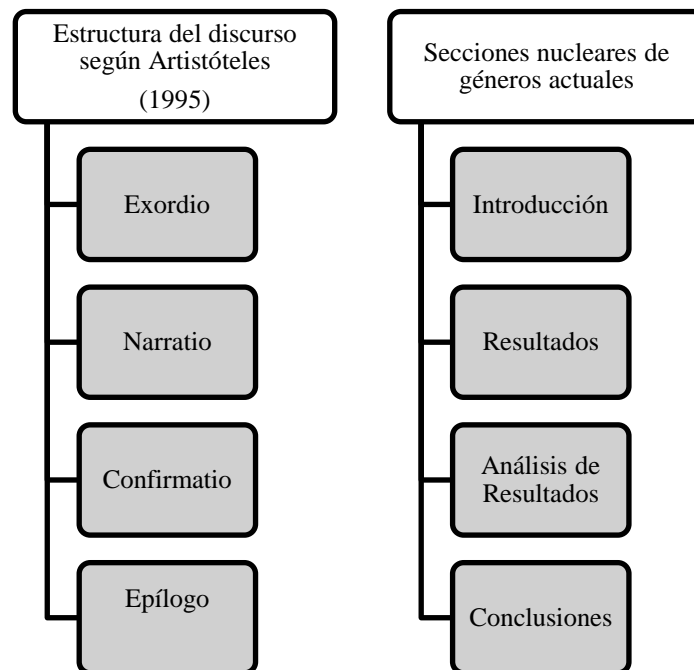 Estructura del discurso
según Artistóteles
(1995)
Exordio
Narratio
Confirmatio
Epílogo
Secciones nucleares de
géneros actuales
Introducción
Resultados
Análisis de
Resultados
Conclusiones